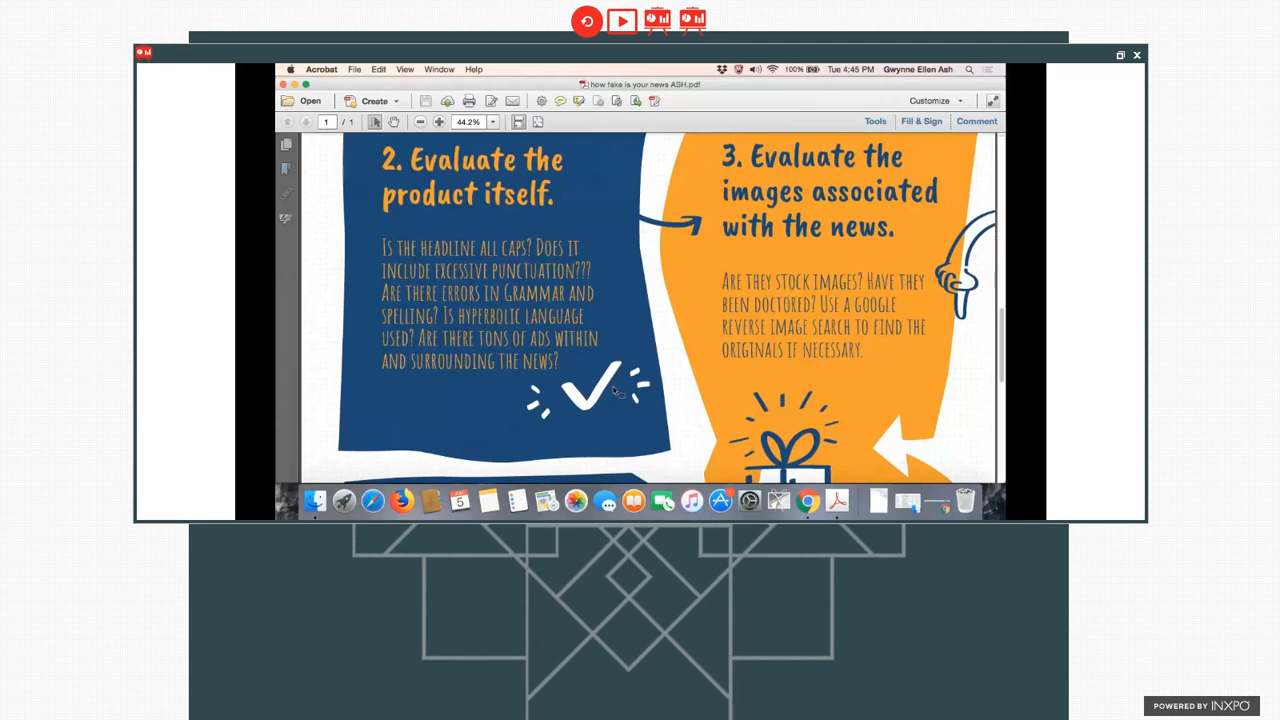 Acrobat File Edit View Window Help 100% Tue 4:45 PM Gwynne Ellen Ash
how fake is your news ASH.pdf
Open Create Customize
1 / 1 44.2% Tools Fill & Sign Comment
2. Evaluate the
product itself.
Is the headline all caps? Does it
include excessive punctuation???
Are there errors in Grammar and
spelling? Is hyperbolic language
used? Are there tons of ads within
and surrounding the news?
3. Evaluate the
images associated
with the news.
Are they stock images? Have they
been doctored? Use a google
reverse image search to find the
originals if necessary.
5
POWERED BY INXPO